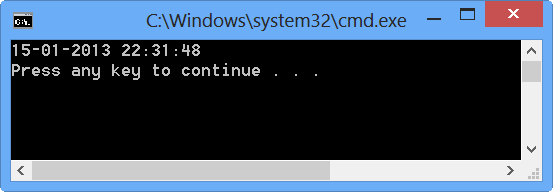 C:\Windows\system32\cmd.exe
15-01-2013 22:31:48
Press any key to continue . . .